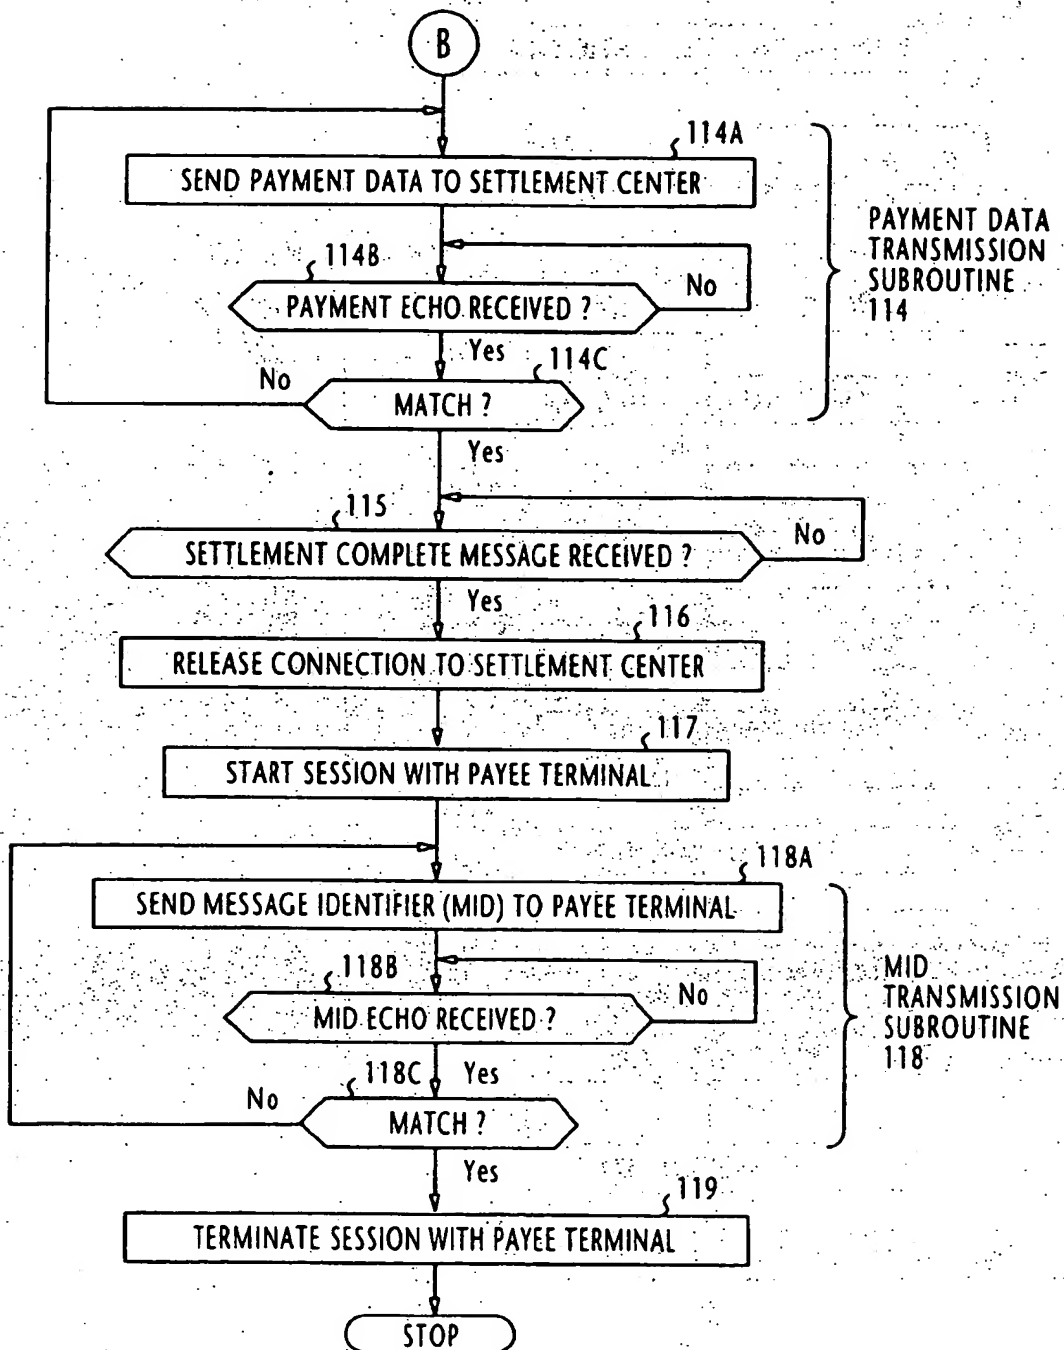 B
114A
SEND PAYMENT DATA TO SETTLEMENT CENTER
PAYMENT DATA
TRANSMISSION
SUBROUTINE
114
114B
PAYMENT ECHO RECEIVED ?
No
Yes
114C
No
MATCH ?
Yes
115
SETTLEMENT COMPLETE MESSAGE RECEIVED ?
No
Yes
116
RELEASE CONNECTION TO SETTLEMENT CENTER
117
START SESSION WITH PAYEE TERMINAL
118A
SEND MESSAGE IDENTIFIER (MID) TO PAYEE TERMINAL
MID
TRANSMISSION
SUBROUTINE
118
118B
MID ECHO RECEIVED ?
No
118C
Yes
No
MATCH ?
Yes
119
TERMINATE SESSION WITH PAYEE TERMINAL
STOP